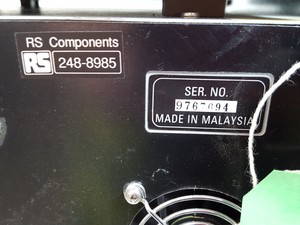 RS Components
RS 248-8985
SER. NO.
9767694
MADE IN MALAYSIA